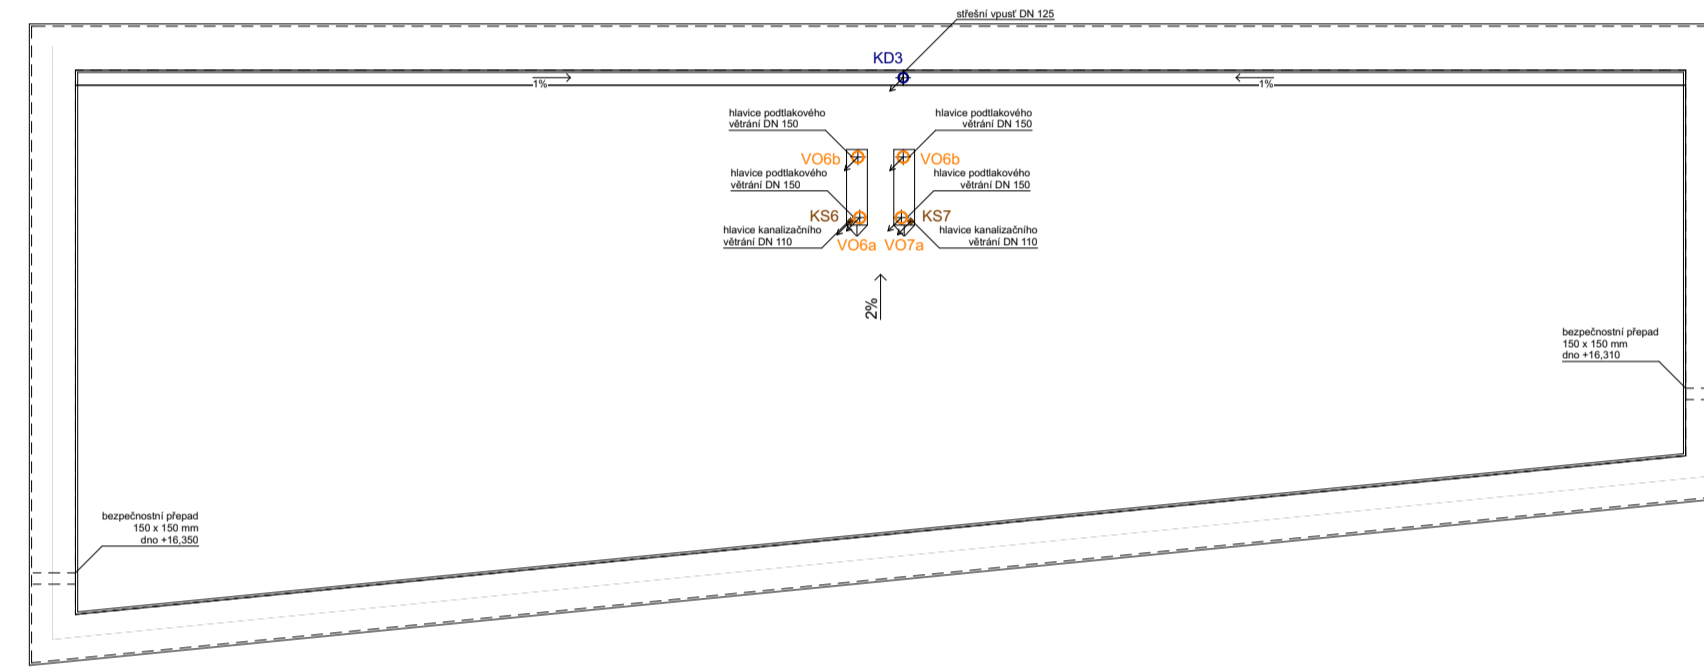 střešní vpusť DN 125
KD3
1%
1%
hlavice podtlakového
větrání DN 150
hlavice podtlakového
větrání DN 150
VO6b
VO6b
hlavice podtlakového
větrání DN 150
hlavice podtlakového
větrání DN 150
KS6
KS7
hlavice kanalizačního
větrání DN 110
hlavice kanalizačního
větrání DN 110
VO6a
VO7a
2%
bezpečnostní přepad
150 x 150 mm
dno +16,310
bezpečnostní přepad
150 x 150 mm
dno +16,350